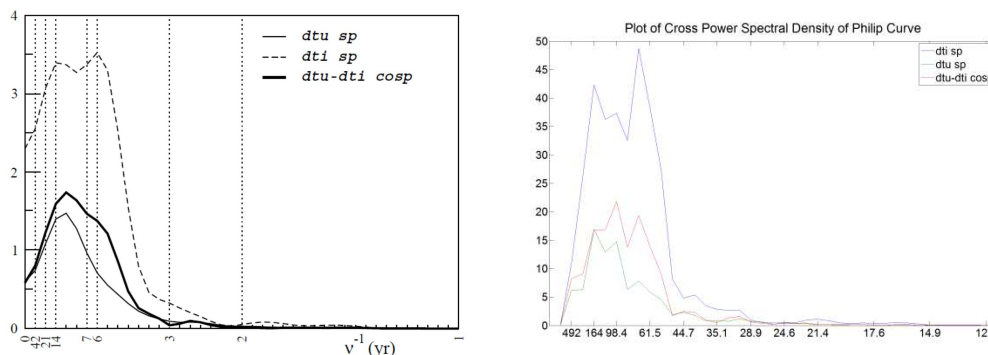 4
dtu sp
dti sp
dtu-dti cosp
3
2
1
0
0
42
21
14
7
6
3
2
ν⁻¹ (yr)
1
Plot of Cross Power Spectral Density of Philip Curve
50
dti sp
dtu sp
dtu-dti cosp
45
40
35
30
25
20
15
10
5
0
492 164 98.4 61.5 44.7 35.1 28.9 24.6 21.4 17.6 14.9